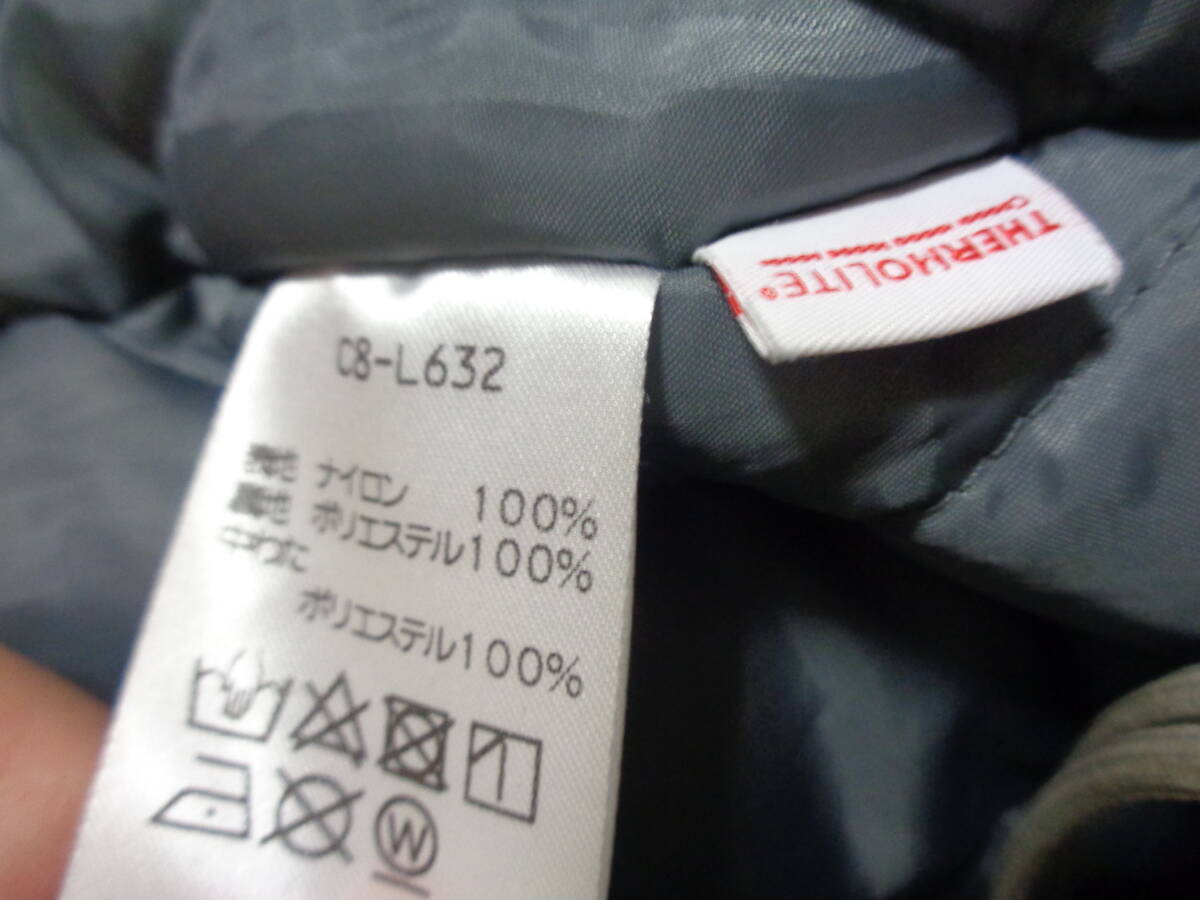 C8-L632
表地 ナイロン 100%
裏地 ポリエステル100%
中わた
ポリエステル100%
W
THERMOLITE®